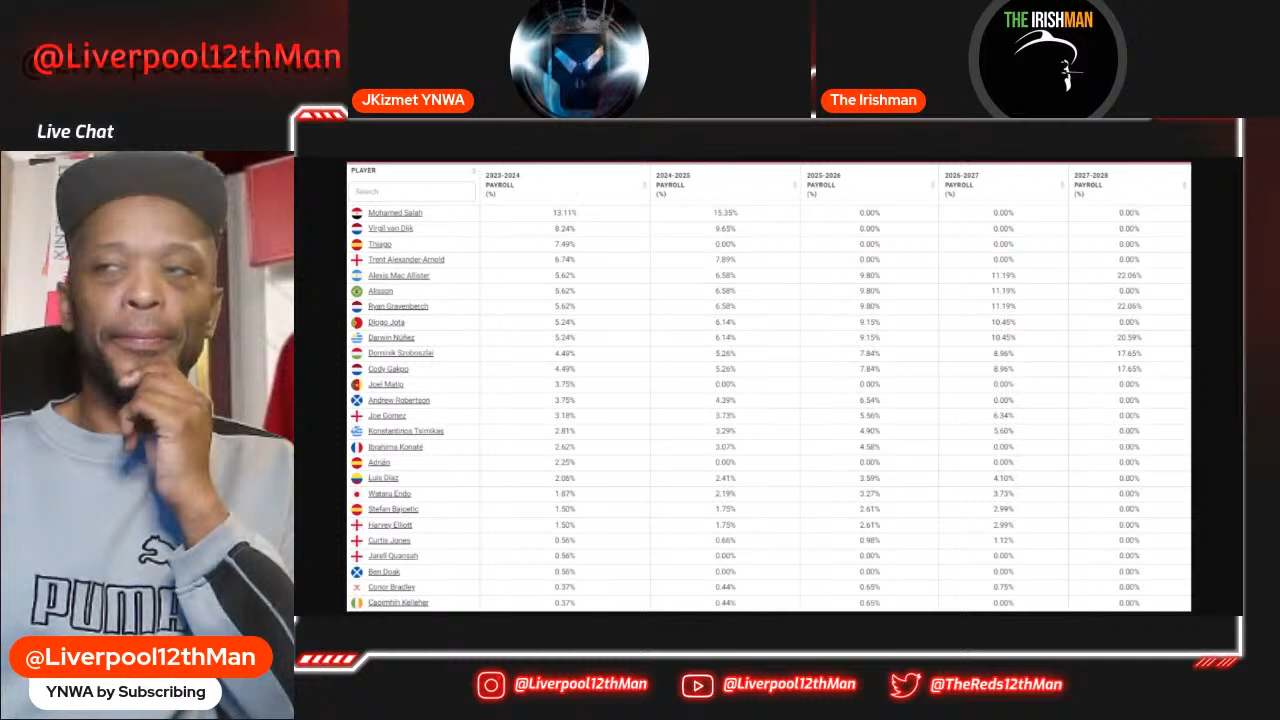 @Liverpool12thMan
THE IRISHMAN
JKizmet YNWA
The Irishman
Live Chat
PLAYER 2023-2024 PAYROLL (%) 2024-2025 PAYROLL (%) 2025-2026 PAYROLL (%) 2026-2027 PAYROLL (%) 2027-2028 PAYROLL (%)
Search
Mohamed Salah 13.11% 15.35% 0.00% 0.00% 0.00%
Virgil van Dijk 8.24% 9.65% 0.00% 0.00% 0.00%
Thiago 7.49% 0.00% 0.00% 0.00% 0.00%
Trent Alexander-Arnold 6.74% 7.89% 0.00% 0.00% 0.00%
Alexis Mac Allister 5.62% 6.58% 9.80% 11.19% 22.06%
Alisson 5.62% 6.58% 9.80% 11.19% 0.00%
Ryan Gravenberch 5.62% 6.58% 9.80% 11.19% 22.06%
Diogo Jota 5.24% 6.14% 9.15% 10.45% 0.00%
Darwin Núñez 5.24% 6.14% 9.15% 10.45% 20.59%
Dominik Szoboszlai 4.49% 5.26% 7.84% 8.96% 17.65%
Cody Gakpo 4.49% 5.26% 7.84% 8.96% 17.65%
Joel Matip 3.75% 0.00% 0.00% 0.00% 0.00%
Andrew Robertson 3.75% 4.39% 6.54% 0.00% 0.00%
Joe Gomez 3.18% 3.73% 5.56% 6.34% 0.00%
Konstantinos Tsimikas 2.81% 3.29% 4.90% 5.60% 0.00%
Ibrahima Konaté 2.62% 3.07% 4.58% 0.00% 0.00%
Adrián 2.25% 0.00% 0.00% 0.00% 0.00%
Luis Díaz 2.06% 2.41% 3.59% 4.10% 0.00%
Wataru Endo 1.87% 2.19% 3.27% 3.73% 0.00%
Stefan Bajcetic 1.50% 1.75% 2.61% 2.99% 0.00%
Harvey Elliott 1.50% 1.75% 2.61% 2.99% 0.00%
Curtis Jones 0.56% 0.66% 0.98% 1.12% 0.00%
Jarell Quansah 0.56% 0.00% 0.00% 0.00% 0.00%
Ben Doak 0.56% 0.00% 0.00% 0.00% 0.00%
Conor Bradley 0.37% 0.44% 0.65% 0.75% 0.00%
Caoimhin Kelleher 0.37% 0.44% 0.65% 0.00% 0.00%
PUMA
@Liverpool12thMan
YNWA by Subscribing
@Liverpool12thMan @Liverpool12thMan @TheReds12thMan